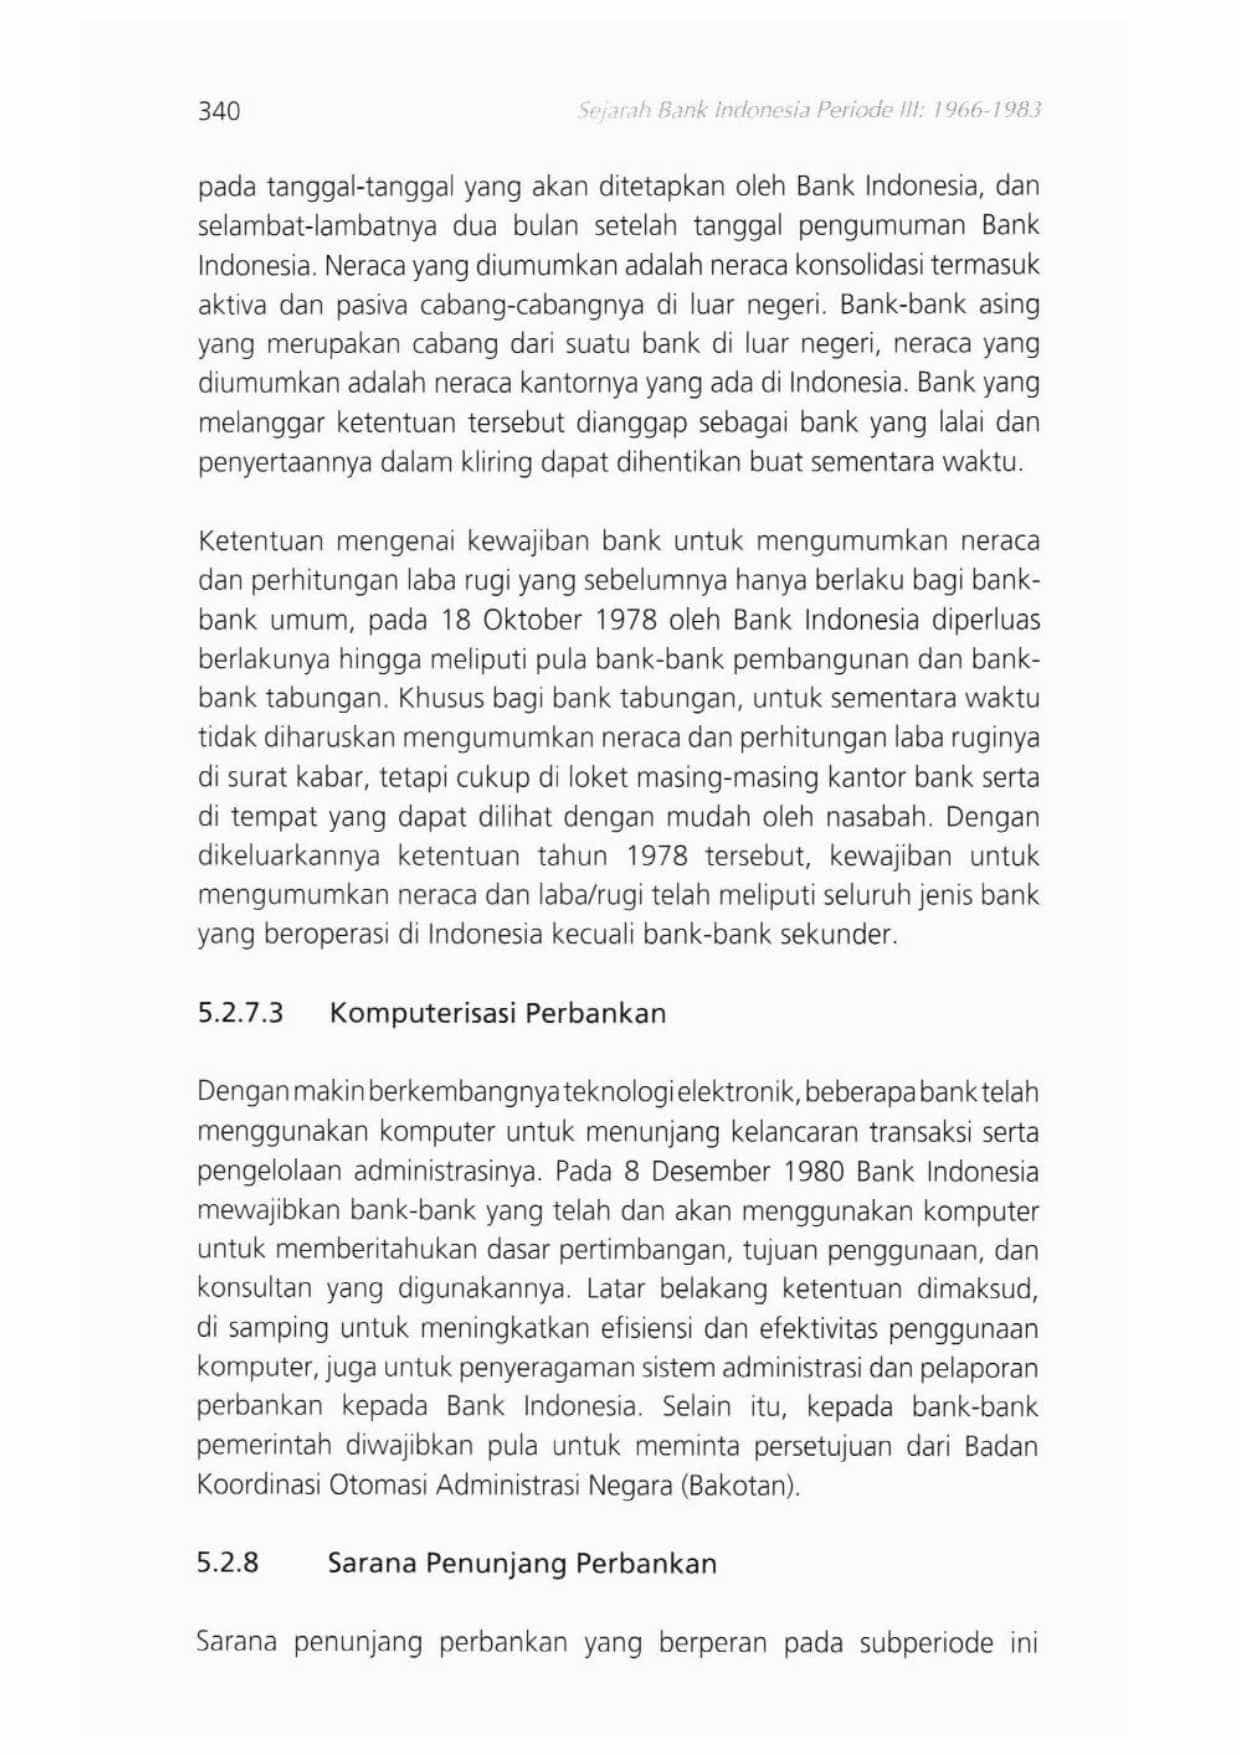 340
Sejarah Bank Indonesia Periode III: 1966-1983
pada tanggal-tanggal yang akan ditetapkan oleh Bank Indonesia, dan
selambat-lambatnya dua bulan setelah tanggal pengumuman Bank
Indonesia. Neraca yang diumumkan adalah neraca konsolidasi termasuk
aktiva dan pasiva cabang-cabangnya di luar negeri. Bank-bank asing
yang merupakan cabang dari suatu bank di luar negeri, neraca yang
diumumkan adalah neraca kantornya yang ada di Indonesia. Bank yang
melanggar ketentuan tersebut dianggap sebagai bank yang lalai dan
penyertaannya dalam kliring dapat dihentikan buat sementara waktu.
Ketentuan mengenai kewajiban bank untuk mengumumkan neraca
dan perhitungan laba rugi yang sebelumnya hanya berlaku bagi bank-
bank umum, pada 18 Oktober 1978 oleh Bank Indonesia diperluas
berlakunya hingga meliputi pula bank-bank pembangunan dan bank-
bank tabungan. Khusus bagi bank tabungan, untuk sementara waktu
tidak diharuskan mengumumkan neraca dan perhitungan laba ruginya
di surat kabar, tetapi cukup di loket masing-masing kantor bank serta
di tempat yang dapat dilihat dengan mudah oleh nasabah. Dengan
dikeluarkannya ketentuan tahun 1978 tersebut, kewajiban untuk
mengumumkan neraca dan laba/rugi telah meliputi seluruh jenis bank
yang beroperasi di Indonesia kecuali bank-bank sekunder.
5.2.7.3 Komputerisasi Perbankan
Dengan makin berkembangnya teknologi elektronik, beberapa bank telah
menggunakan komputer untuk menunjang kelancaran transaksi serta
pengelolaan administrasinya. Pada 8 Desember 1980 Bank Indonesia
mewajibkan bank-bank yang telah dan akan menggunakan komputer
untuk memberitahukan dasar pertimbangan, tujuan penggunaan, dan
konsultan yang digunakannya. Latar belakang ketentuan dimaksud,
di samping untuk meningkatkan efisiensi dan efektivitas penggunaan
komputer, juga untuk penyeragaman sistem administrasi dan pelaporan
perbankan kepada Bank Indonesia. Selain itu, kepada bank-bank
pemerintah diwajibkan pula untuk meminta persetujuan dari Badan
Koordinasi Otomasi Administrasi Negara (Bakotan).
5.2.8 Sarana Penunjang Perbankan
Sarana penunjang perbankan yang berperan pada subperiode ini